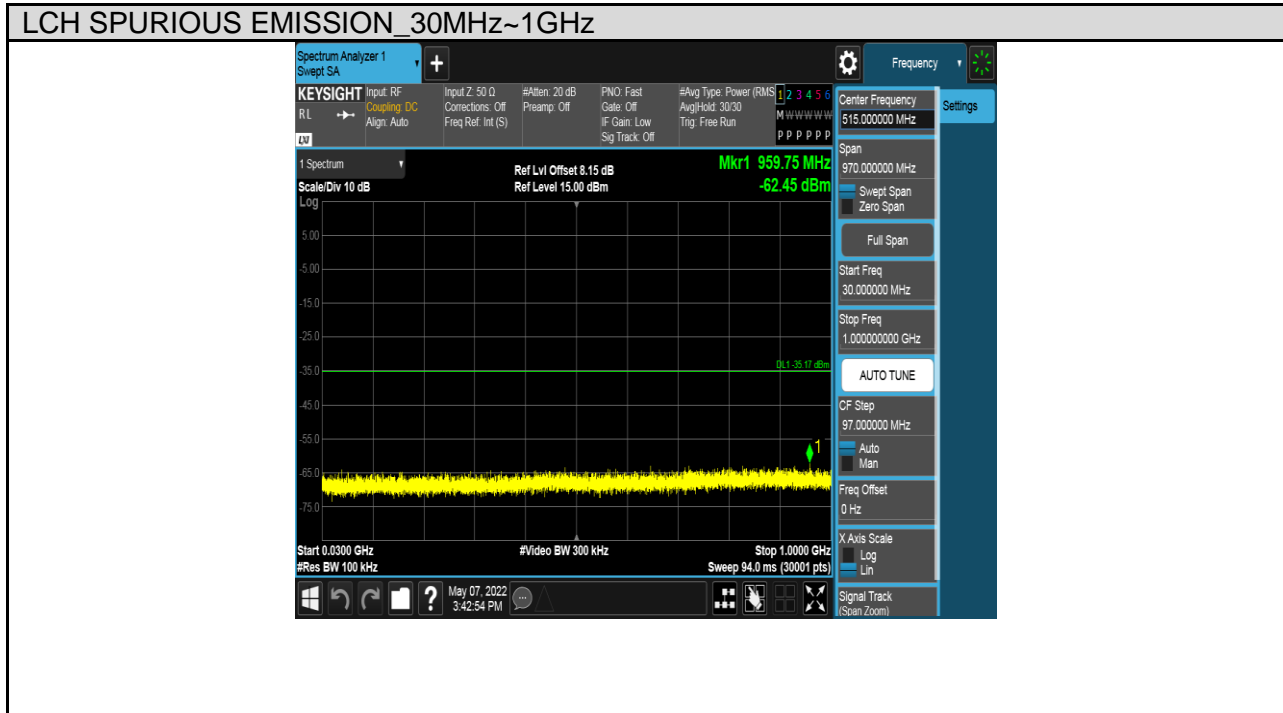 LCH SPURIOUS EMISSION_30MHz~1GHz
Spectrum Analyzer 1
Swept SA
+
Frequency
KEYSIGHT
RL
LXI
Input: RF
Coupling: DC
Align: Auto
Input Z: 50 Ω
Corrections: Off
Freq Ref: Int (S)
#Atten: 20 dB
Preamp: Off
PNO: Fast
Gate: Off
IF Gain: Low
Sig Track: Off
#Avg Type: Power (RMS
Avg|Hold: 30/30
Trig: Free Run
1 2 3 4 5 6
M W W W W W
P P P P P P
Center Frequency
515.000000 MHz
Settings
1 Spectrum
Scale/Div 10 dB
Log
Ref Lvl Offset 8.15 dB
Ref Level 15.00 dBm
Mkr1 959.75 MHz
-62.45 dBm
Span
970.000000 MHz
Swept Span
Zero Span
Full Span
Start Freq
30.000000 MHz
Stop Freq
1.000000000 GHz
AUTO TUNE
CF Step
97.000000 MHz
Auto
Man
Freq Offset
0 Hz
X Axis Scale
Log
Lin
Signal Track
(Span Zoom)
5.00
-5.00
-15.0
-25.0
-35.0
DL1 -35.17 dBm
-45.0
-55.0
1
-65.0
-75.0
Start 0.0300 GHz
#Video BW 300 kHz
Stop 1.0000 GHz
#Res BW 100 kHz
Sweep 94.0 ms (30001 pts)
?
May 07, 2022
3:42:54 PM